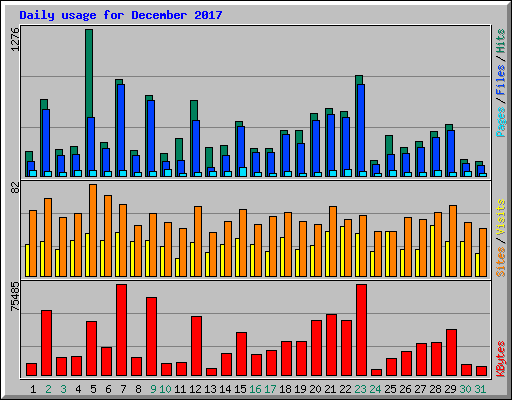 Daily usage for December 2017
1276
82
75485
Pages / Files / Hits
Sites / Visits
KBytes
1 2 3 4 5 6 7 8 9 10 11 12 13 14 15 16 17 18 19 20 21 22 23 24 25 26 27 28 29 30 31